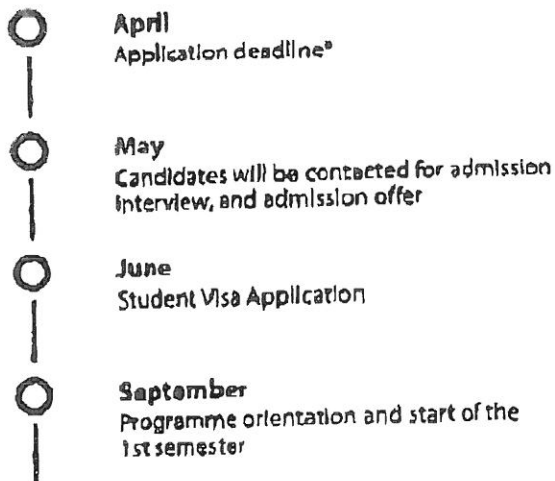 April
Application deadline*
May
Candidates will be contacted for admission
interview, and admission offer
June
Student Visa Application
September
Programme orientation and start of the
1st semester